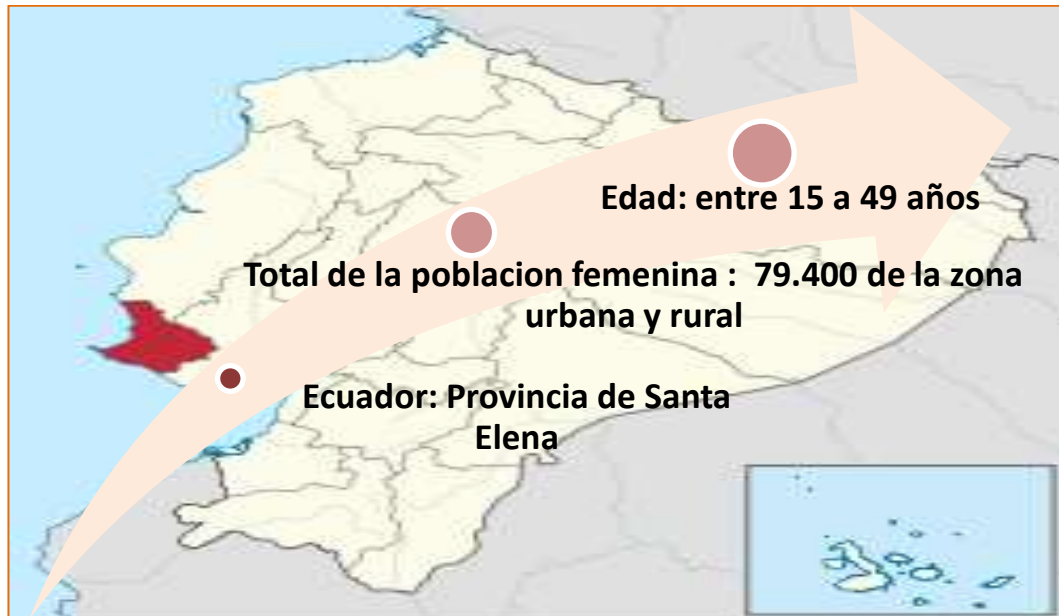 Edad: entre 15 a 49 años
Total de la poblacion femenina : 79.400 de la zona
urbana y rural
Ecuador: Provincia de Santa
Elena